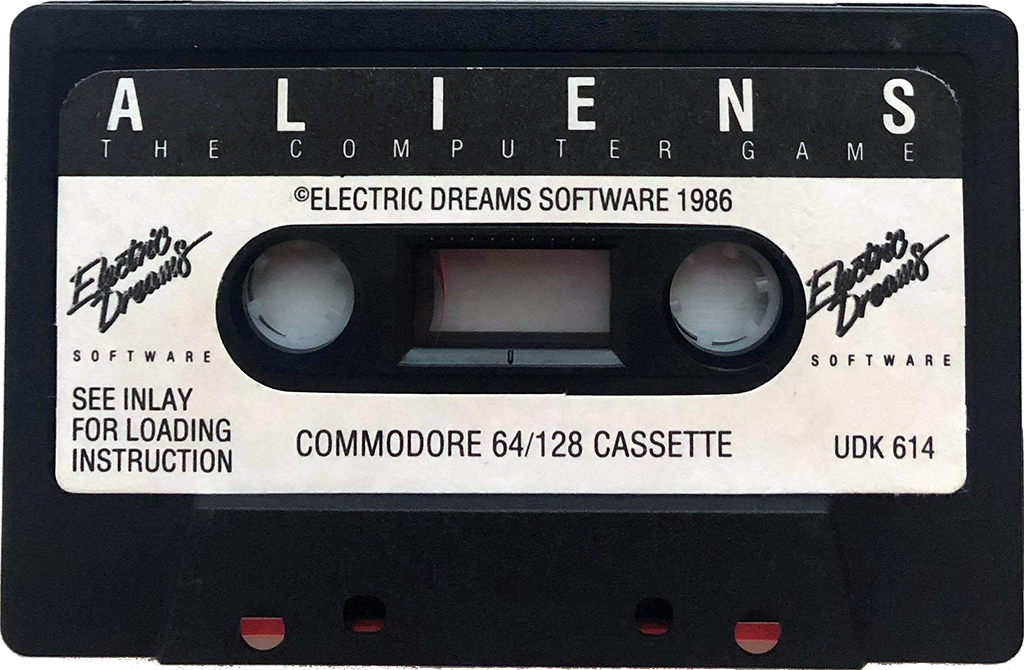 ALIENS
THE COMPUTER GAME
©ELECTRIC DREAMS SOFTWARE 1986
Electric
Dreams
SOFTWARE
Electric
Dreams
SOFTWARE
SEE INLAY
FOR LOADING
INSTRUCTION
COMMODORE 64/128 CASSETTE
UDK 614